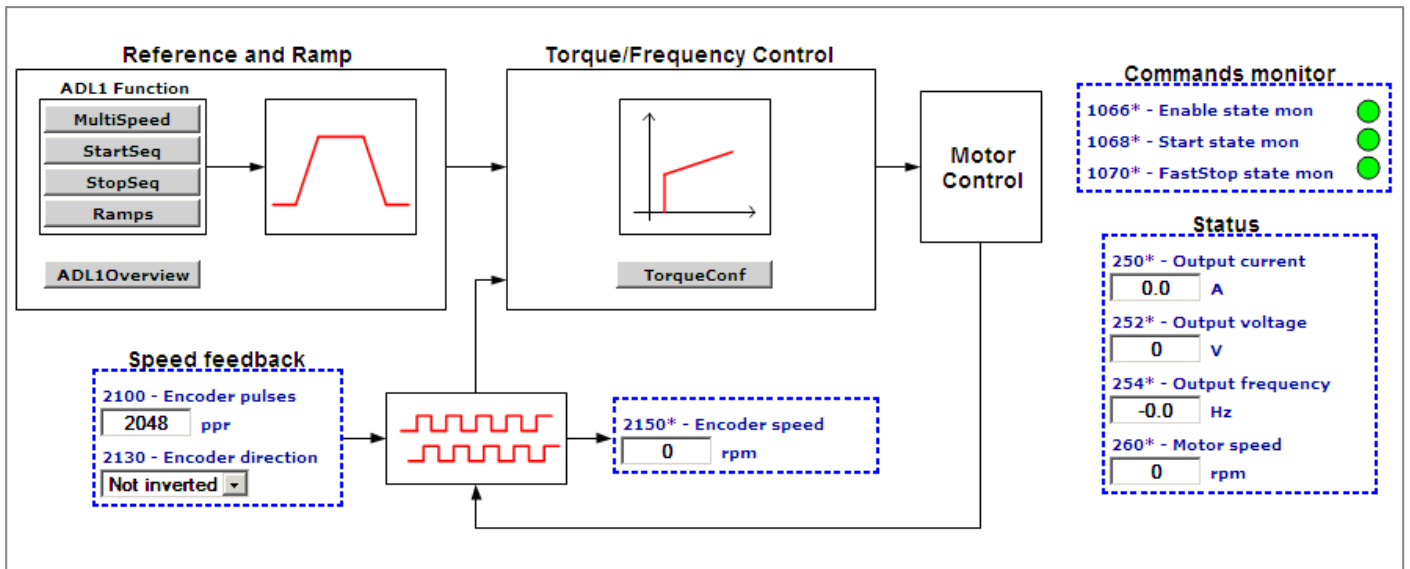 Reference and Ramp
ADL1 Function
MultiSpeed
StartSeq
StopSeq
Ramps
ADL1Overview
Torque/Frequency Control
TorqueConf
Motor
Control
Commands monitor
1066* - Enable state mon
1068* - Start state mon
1070* - FastStop state mon
Status
250* - Output current
0.0 A
252* - Output voltage
0 V
254* - Output frequency
-0.0 Hz
260* - Motor speed
0 rpm
Speed feedback
2100 - Encoder pulses
2048 ppr
2130 - Encoder direction
Not inverted
2150* - Encoder speed
0 rpm